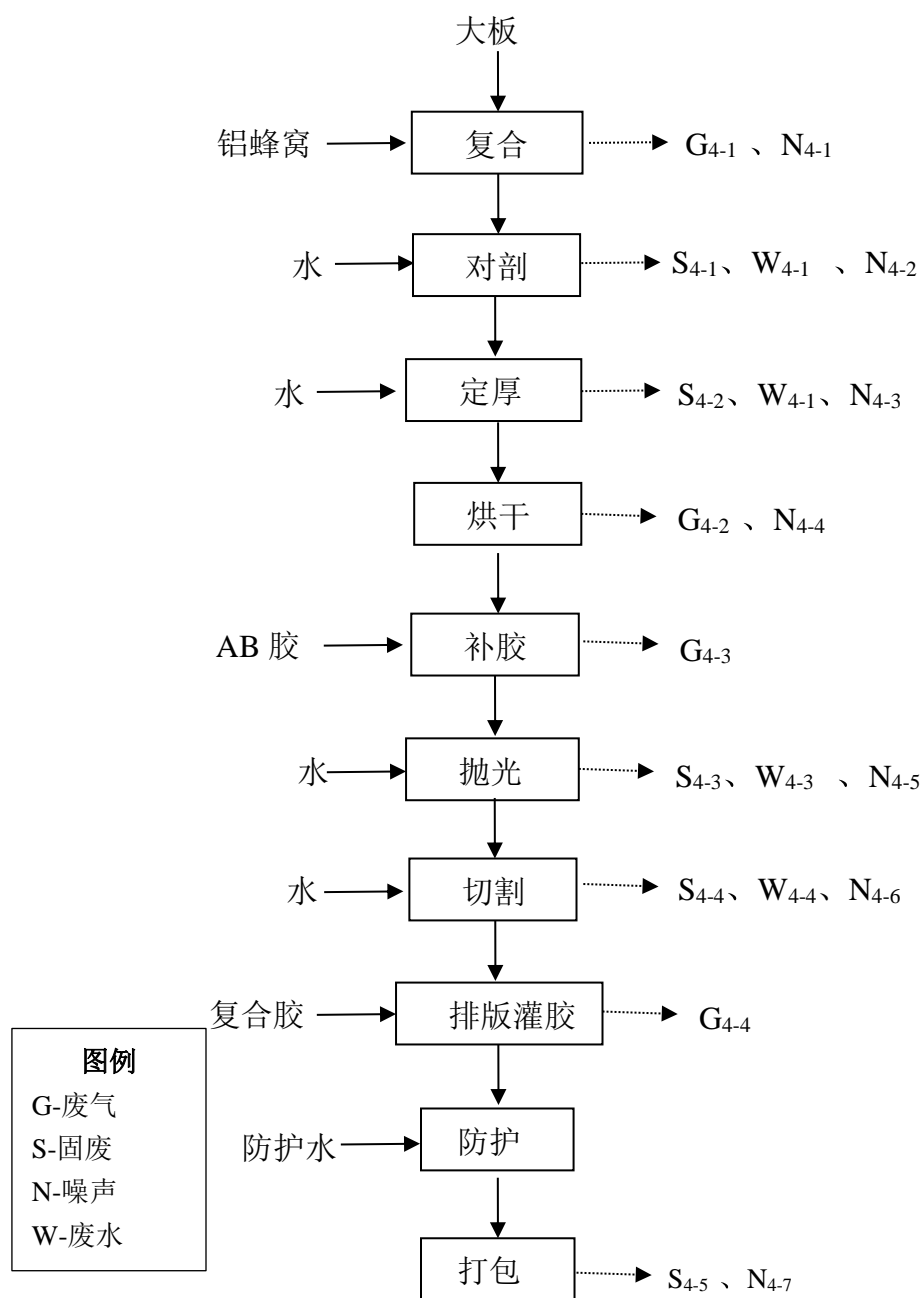 大板
铝蜂窝 复合 G4-1 、N4-1
水 对剖 S4-1、W4-1 、N4-2
水 定厚 S4-2、W4-1、N4-3
烘干 G4-2 、N4-4
AB 胶 补胶 G4-3
水 抛光 S4-3、W4-3 、N4-5
水 切割 S4-4、W4-4、N4-6
复合胶 排版灌胶 G4-4
防护水 防护
打包 S4-5 、N4-7
图例
G-废气
S-固废
N-噪声
W-废水